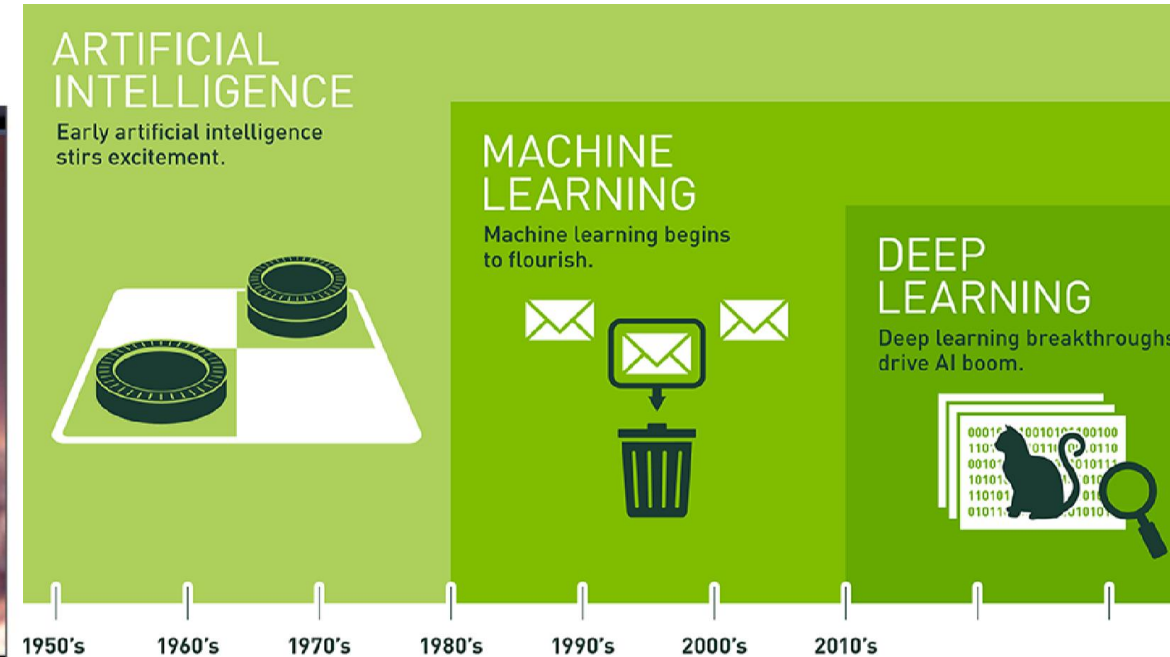 ARTIFICIAL
INTELLIGENCE
Early artificial intelligence
stirs excitement.
MACHINE
LEARNING
Machine learning begins
to flourish.
DEEP
LEARNING
Deep learning breakthroughs
drive AI boom.
1950's 1960's 1970's 1980's 1990's 2000's 2010's